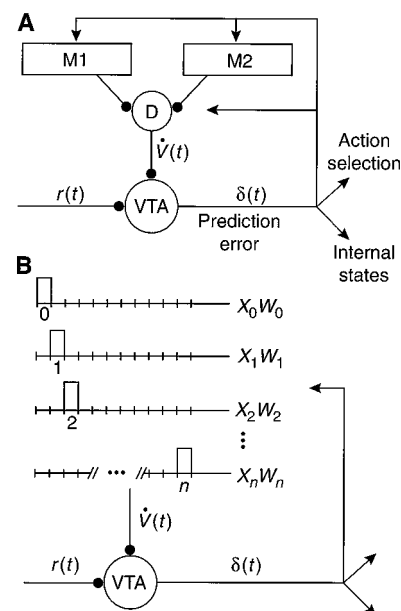 A
M1
M2
D
V̇(t)
Action
selection
r(t)
VTA
δ(t)
Prediction
error
Internal
states
B
0
X₀W₀
1
X₁W₁
2
X₂W₂
⋮
// ••• //
n
XₙWₙ
V̇(t)
r(t)
VTA
δ(t)